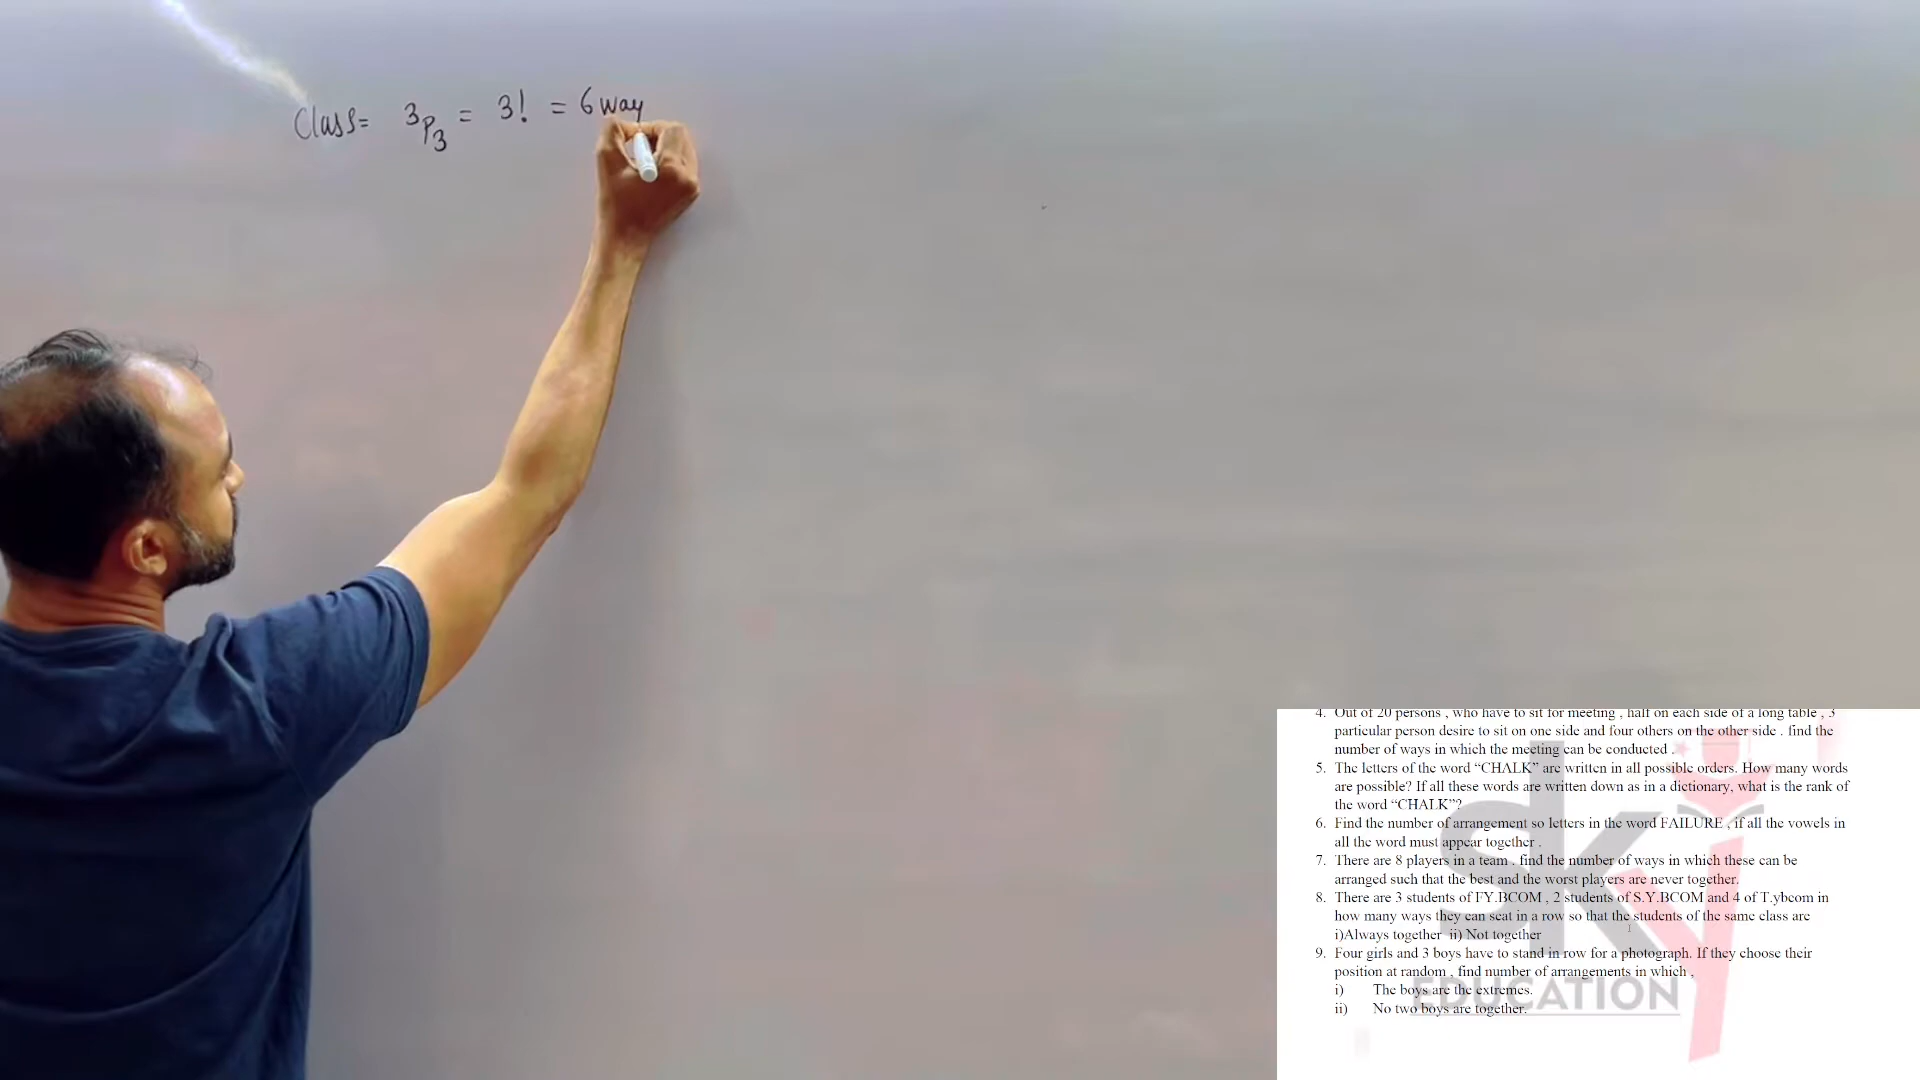 Class = 3P3 = 3! = 6 way
4. Out of 20 persons , who have to sit for meeting , half on each side of a long table , 3
particular person desire to sit on one side and four others on the other side . find the
number of ways in which the meeting can be conducted .
5. The letters of the word “CHALK” are written in all possible orders. How many words
are possible? If all these words are written down as in a dictionary, what is the rank of
the word “CHALK”?
6. Find the number of arrangement so letters in the word FAILURE , if all the vowels in
all the word must appear together .
7. There are 8 players in a team . find the number of ways in which these can be
arranged such that the best and the worst players are never together.
8. There are 3 students of FY.BCOM , 2 students of S.Y.BCOM and 4 of T.ybcom in
how many ways they can seat in a row so that the students of the same class are
i)Always together ii) Not together
9. Four girls and 3 boys have to stand in row for a photograph. If they choose their
position at random , find number of arrangements in which ,
i) The boys are the extremes.
ii) No two boys are together.
sky
EDUCATION